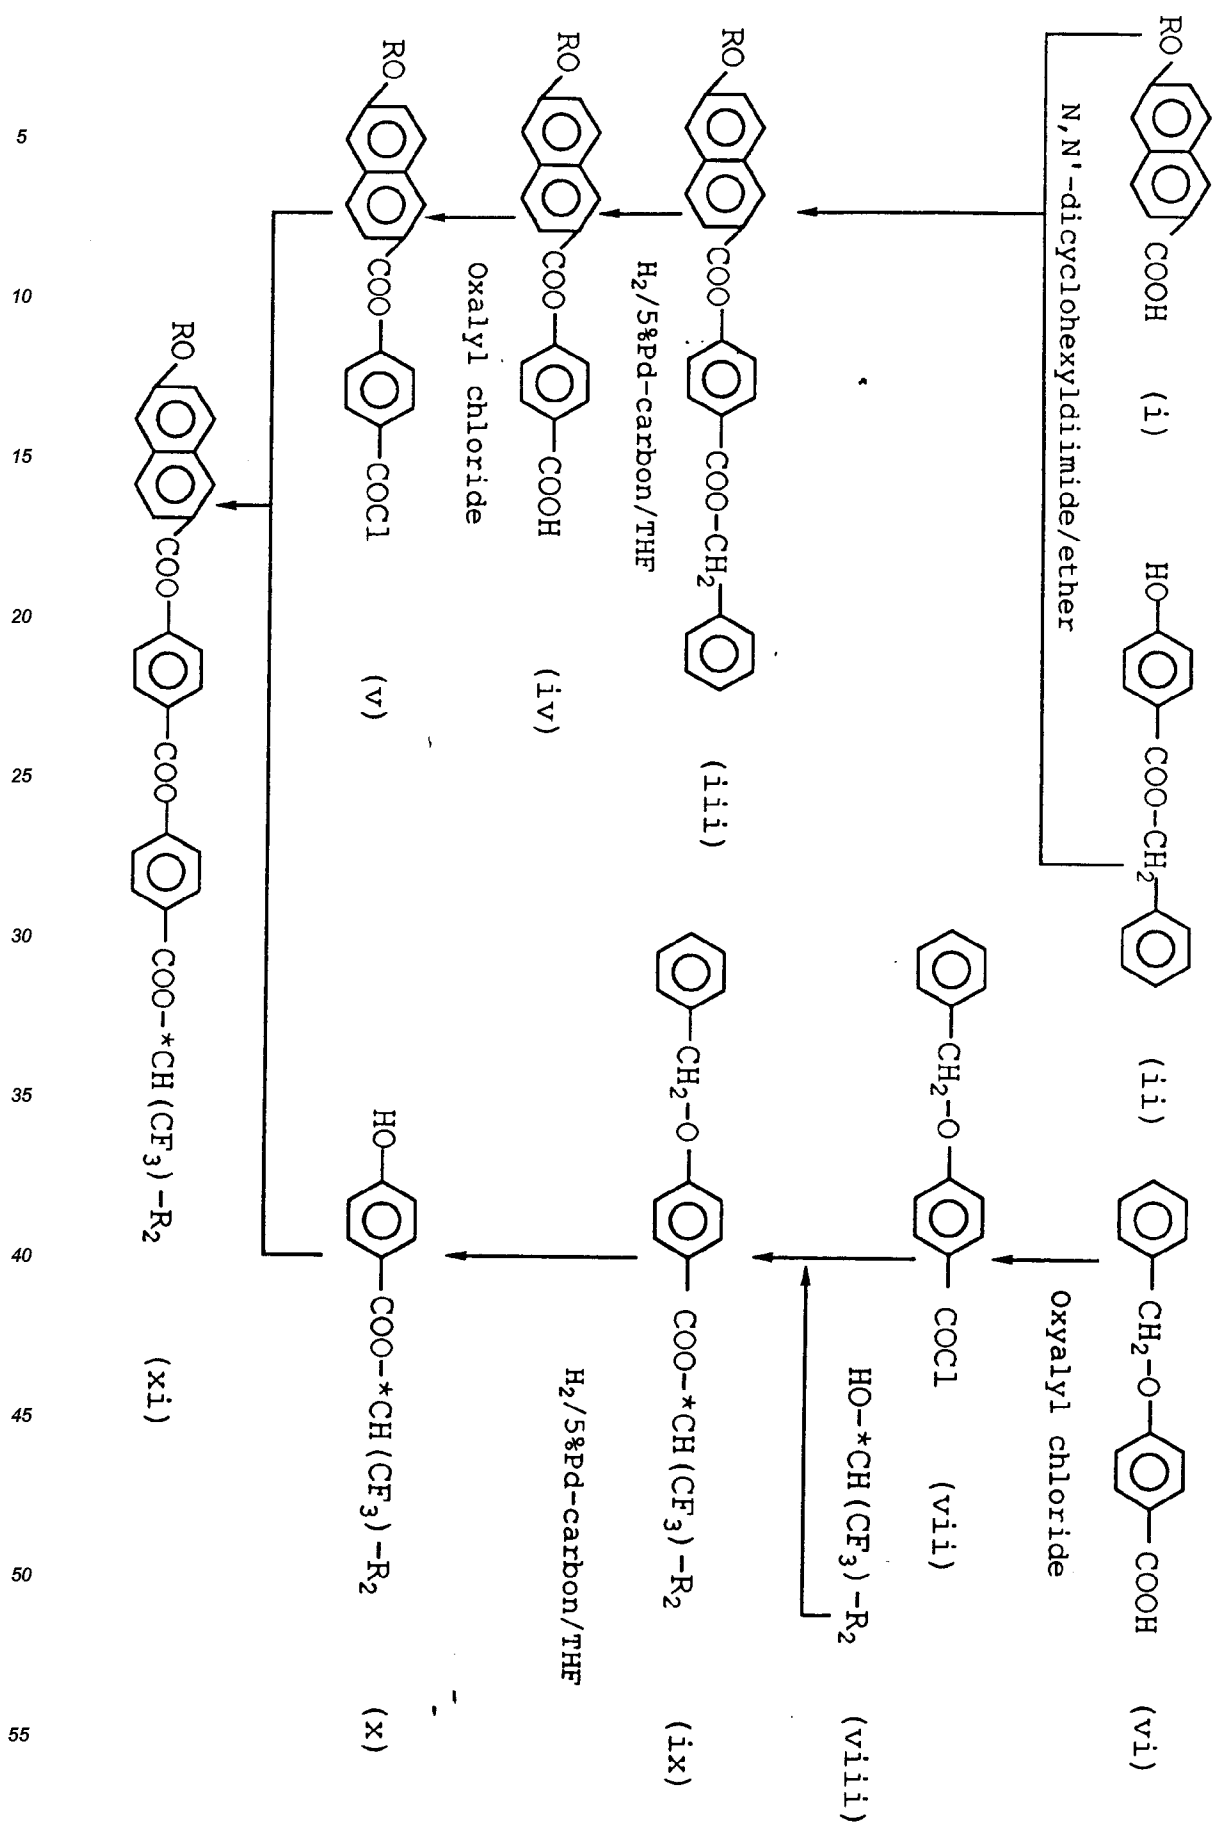 RO COOH (i) HO COO-CH2 (ii) CH2-O COOH (vi)
N,N'-dicyclohexyldiimide/ether
Oxyalyl chloride
CH2-O COCl (vii)
HO-*CH(CF3)-R2 (viii)
RO COO COO-CH2 (iii)
CH2-O COO-*CH(CF3)-R2 (ix)
H2/5%Pd-carbon/THF
H2/5%Pd-carbon/THF
RO COO COOH (iv)
Oxalyl chloride
RO COO COCl (v)
HO COO-*CH(CF3)-R2 (x)
RO COO COO COO-*CH(CF3)-R2 (xi)
5
10
15
20
25
30
35
40
45
50
55